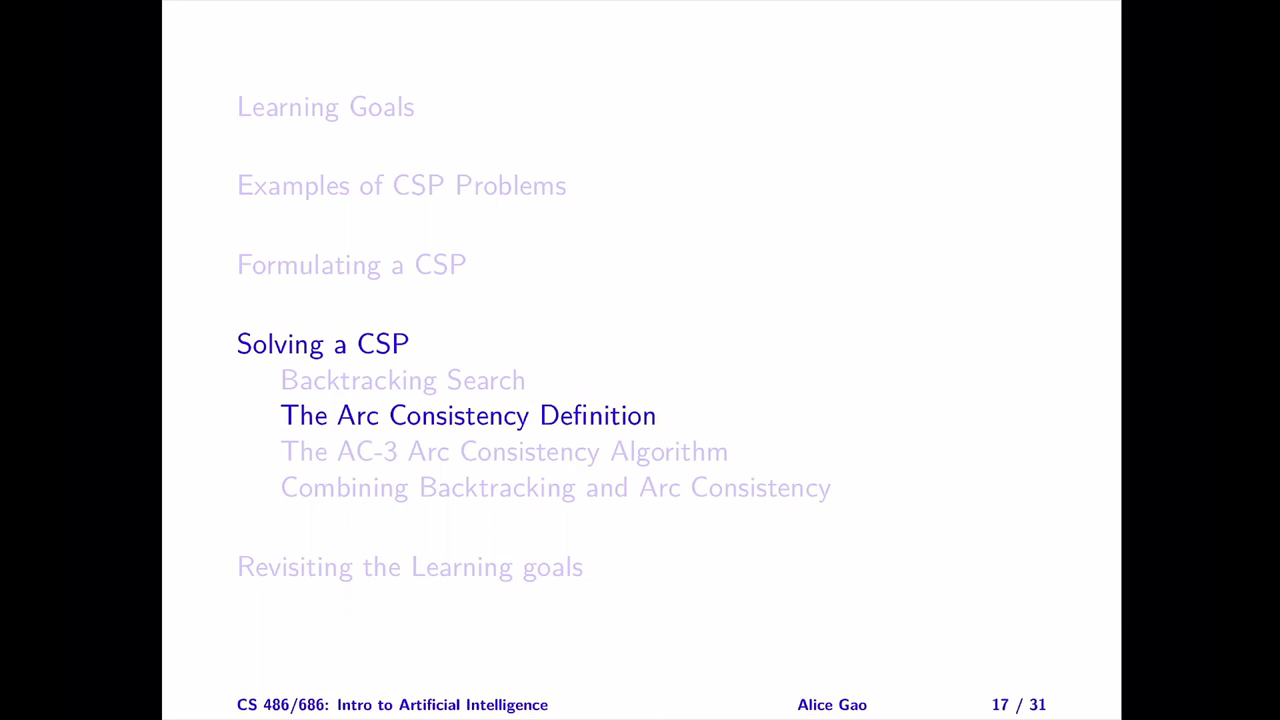 Learning Goals
Examples of CSP Problems
Formulating a CSP
Solving a CSP
Backtracking Search
The Arc Consistency Definition
The AC-3 Arc Consistency Algorithm
Combining Backtracking and Arc Consistency
Revisiting the Learning goals
CS 486/686: Intro to Artificial Intelligence Alice Gao 17 / 31